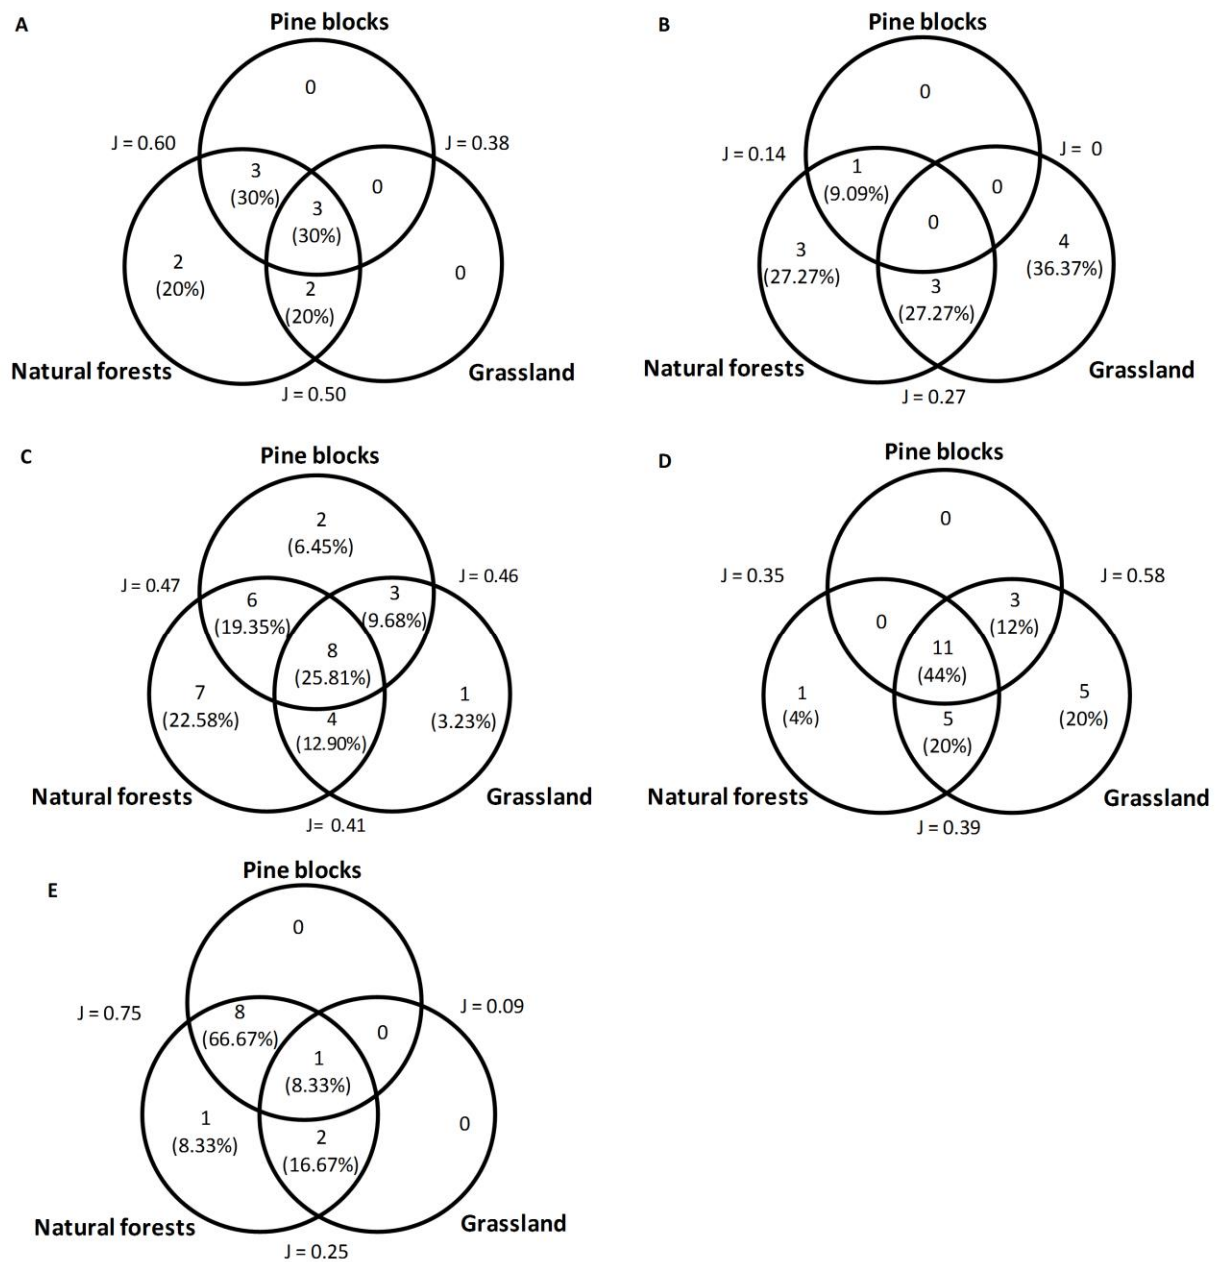 A
Pine blocks
0
J = 0.60
J = 0.38
3
(30%)
0
3
(30%)
2
(20%)
0
2
(20%)
Natural forests
Grassland
J = 0.50
B
Pine blocks
0
J = 0.14
J = 0
1
(9.09%)
0
0
3
(27.27%)
4
(36.37%)
3
(27.27%)
Natural forests
Grassland
J = 0.27
C
Pine blocks
2
(6.45%)
J = 0.47
J = 0.46
6
(19.35%)
3
(9.68%)
8
(25.81%)
7
(22.58%)
1
(3.23%)
4
(12.90%)
Natural forests
Grassland
J= 0.41
D
Pine blocks
0
J = 0.35
J = 0.58
0
3
(12%)
11
(44%)
1
(4%)
5
(20%)
5
(20%)
Natural forests
Grassland
J = 0.39
E
Pine blocks
0
J = 0.75
J = 0.09
8
(66.67%)
0
1
(8.33%)
1
(8.33%)
0
2
(16.67%)
Natural forests
Grassland
J = 0.25